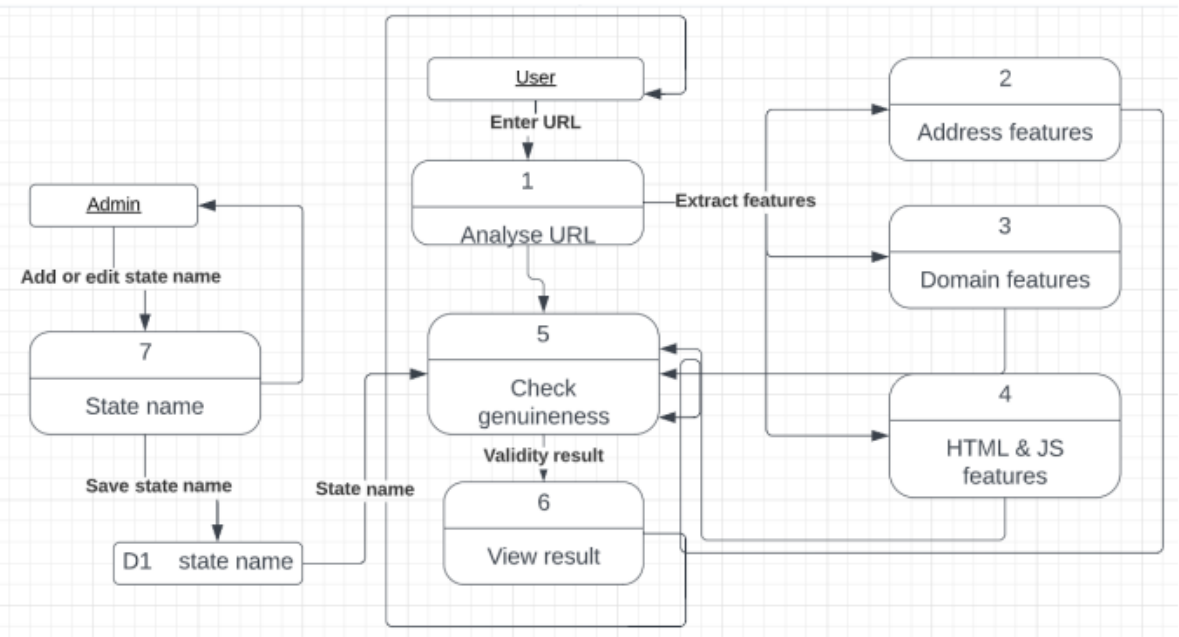 User
Enter URL
1
Analyse URL
Extract features
2
Address features
3
Domain features
4
HTML & JS
features
Admin
Add or edit state name
7
State name
Save state name
D1 state name
State name
5
Check
genuineness
Validity result
6
View result